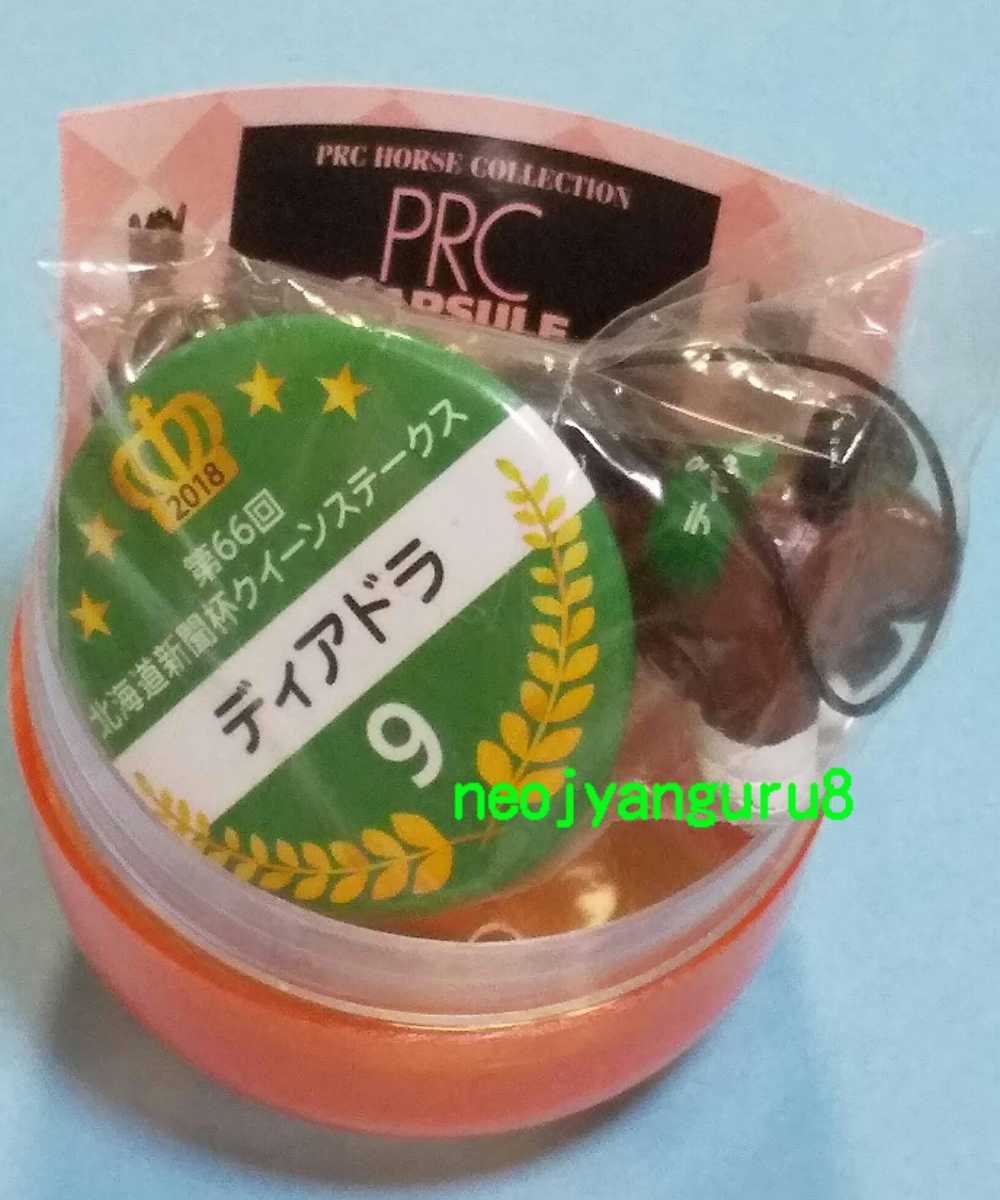 PRC HORSE COLLECTION
PRC
CAPSULE
2018
第66回
北海道新聞杯クイーンステークス
ディアドラ
9
neojyanguru8